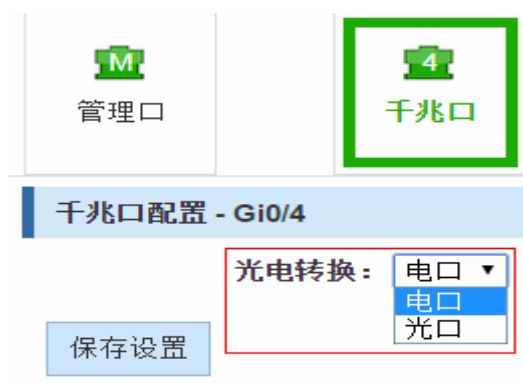 M 4
管理口 千兆口
千兆口配置 - Gi0/4
光电转换： 电口
电口
光口
保存设置